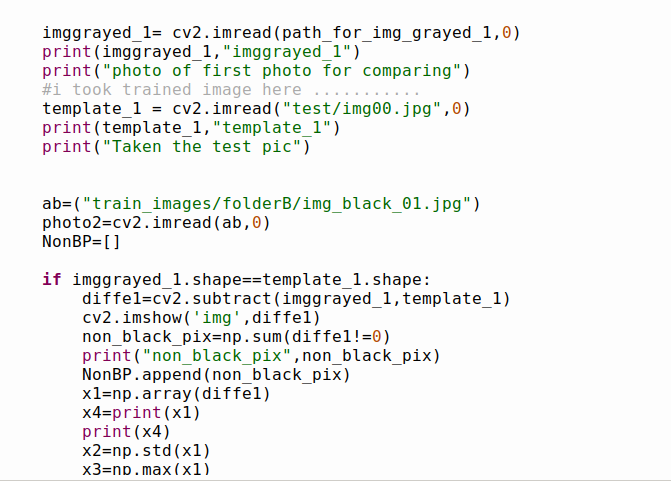 imggrayed_1= cv2.imread(path_for_img_grayed_1,0)
print(imggrayed_1,"imggrayed_1")
print("photo of first photo for comparing")
#i took trained image here ...........
template_1 = cv2.imread("test/img00.jpg",0)
print(template_1,"template_1")
print("Taken the test pic")
ab=("train_images/folderB/img_black_01.jpg")
photo2=cv2.imread(ab,0)
NonBP=[]
if imggrayed_1.shape==template_1.shape:
    diffe1=cv2.subtract(imggrayed_1,template_1)
    cv2.imshow('img',diffe1)
    non_black_pix=np.sum(diffe1!=0)
    print("non_black_pix",non_black_pix)
    NonBP.append(non_black_pix)
    x1=np.array(diffe1)
    x4=print(x1)
    print(x4)
    x2=np.std(x1)
    x3=np.max(x1)